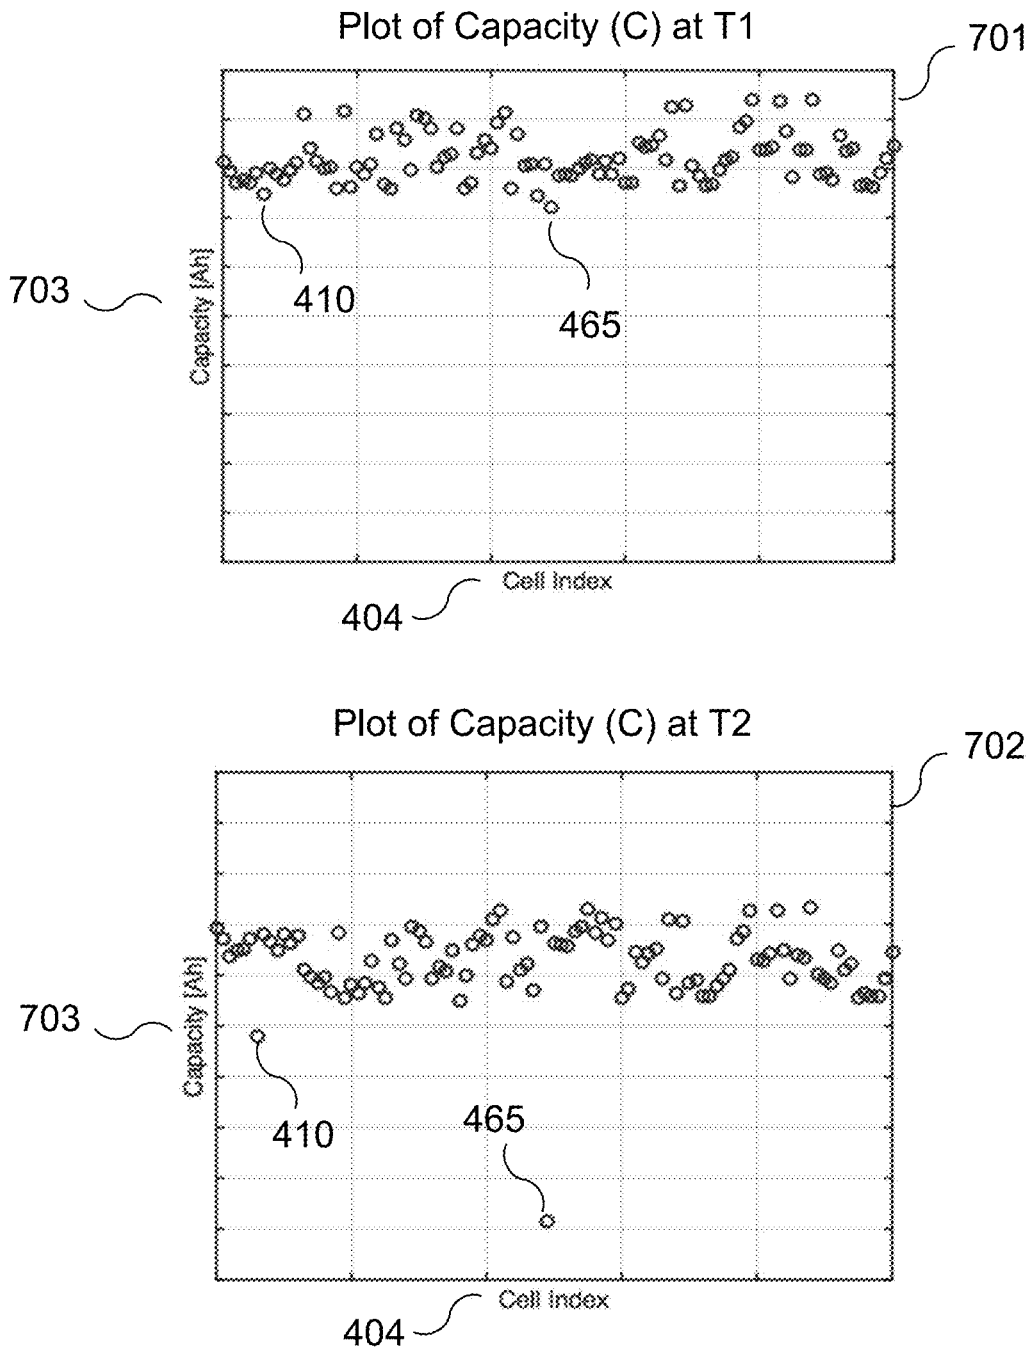 Plot of Capacity (C) at T1
701
703
Capacity [Ah]
410
465
Cell Index
404
Plot of Capacity (C) at T2
702
703
Capacity [Ah]
410
465
Cell Index
404